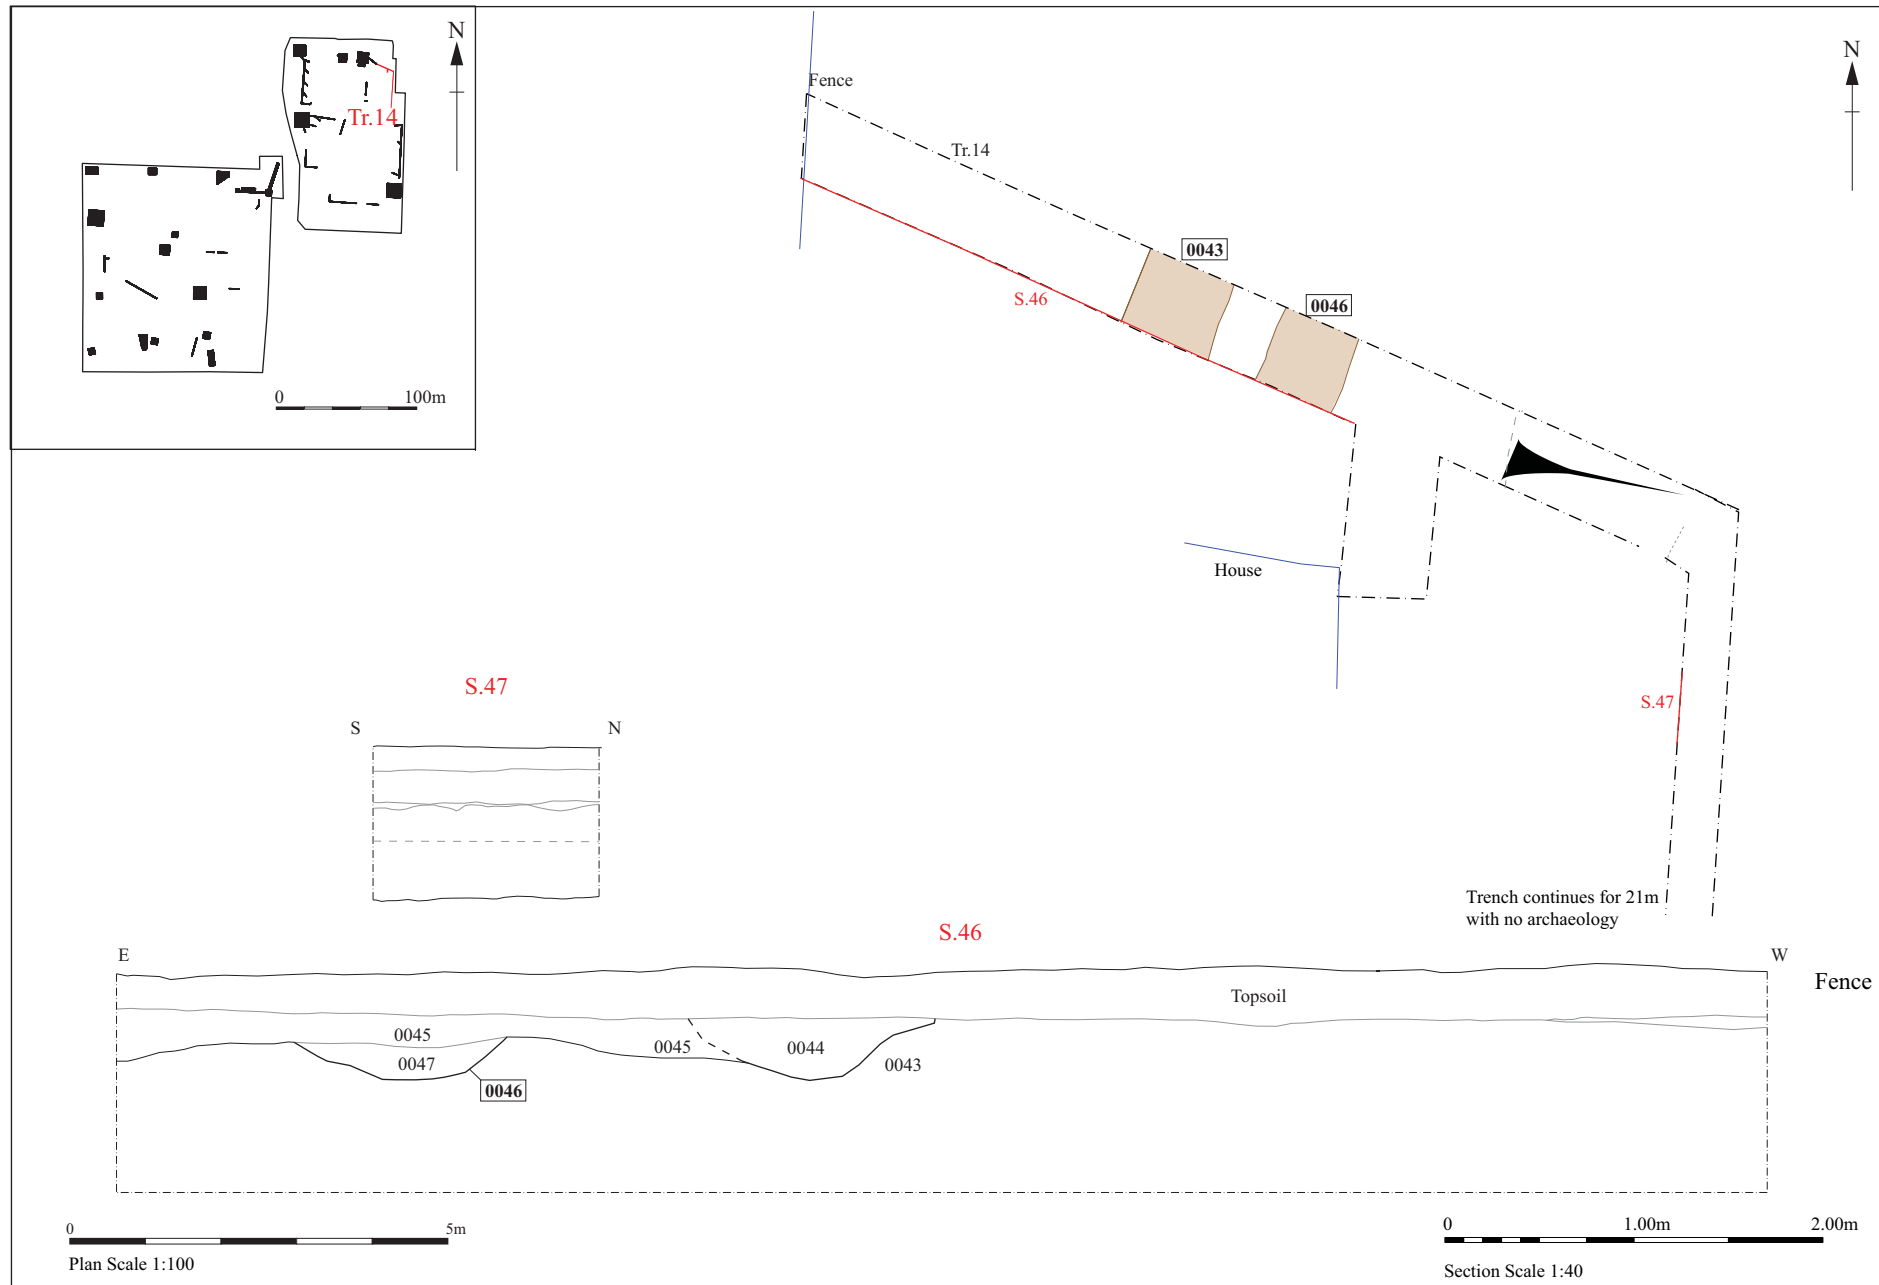 N
Tr.14
0 100m
N
Fence
Tr.14
0043
S.46
0046
House
S.47
S.47
S N
Trench continues for 21m
with no archaeology
S.46
E W
Fence
Topsoil
0045
0045
0044
0047
0043
0046
0 5m
Plan Scale 1:100
0 1.00m 2.00m
Section Scale 1:40